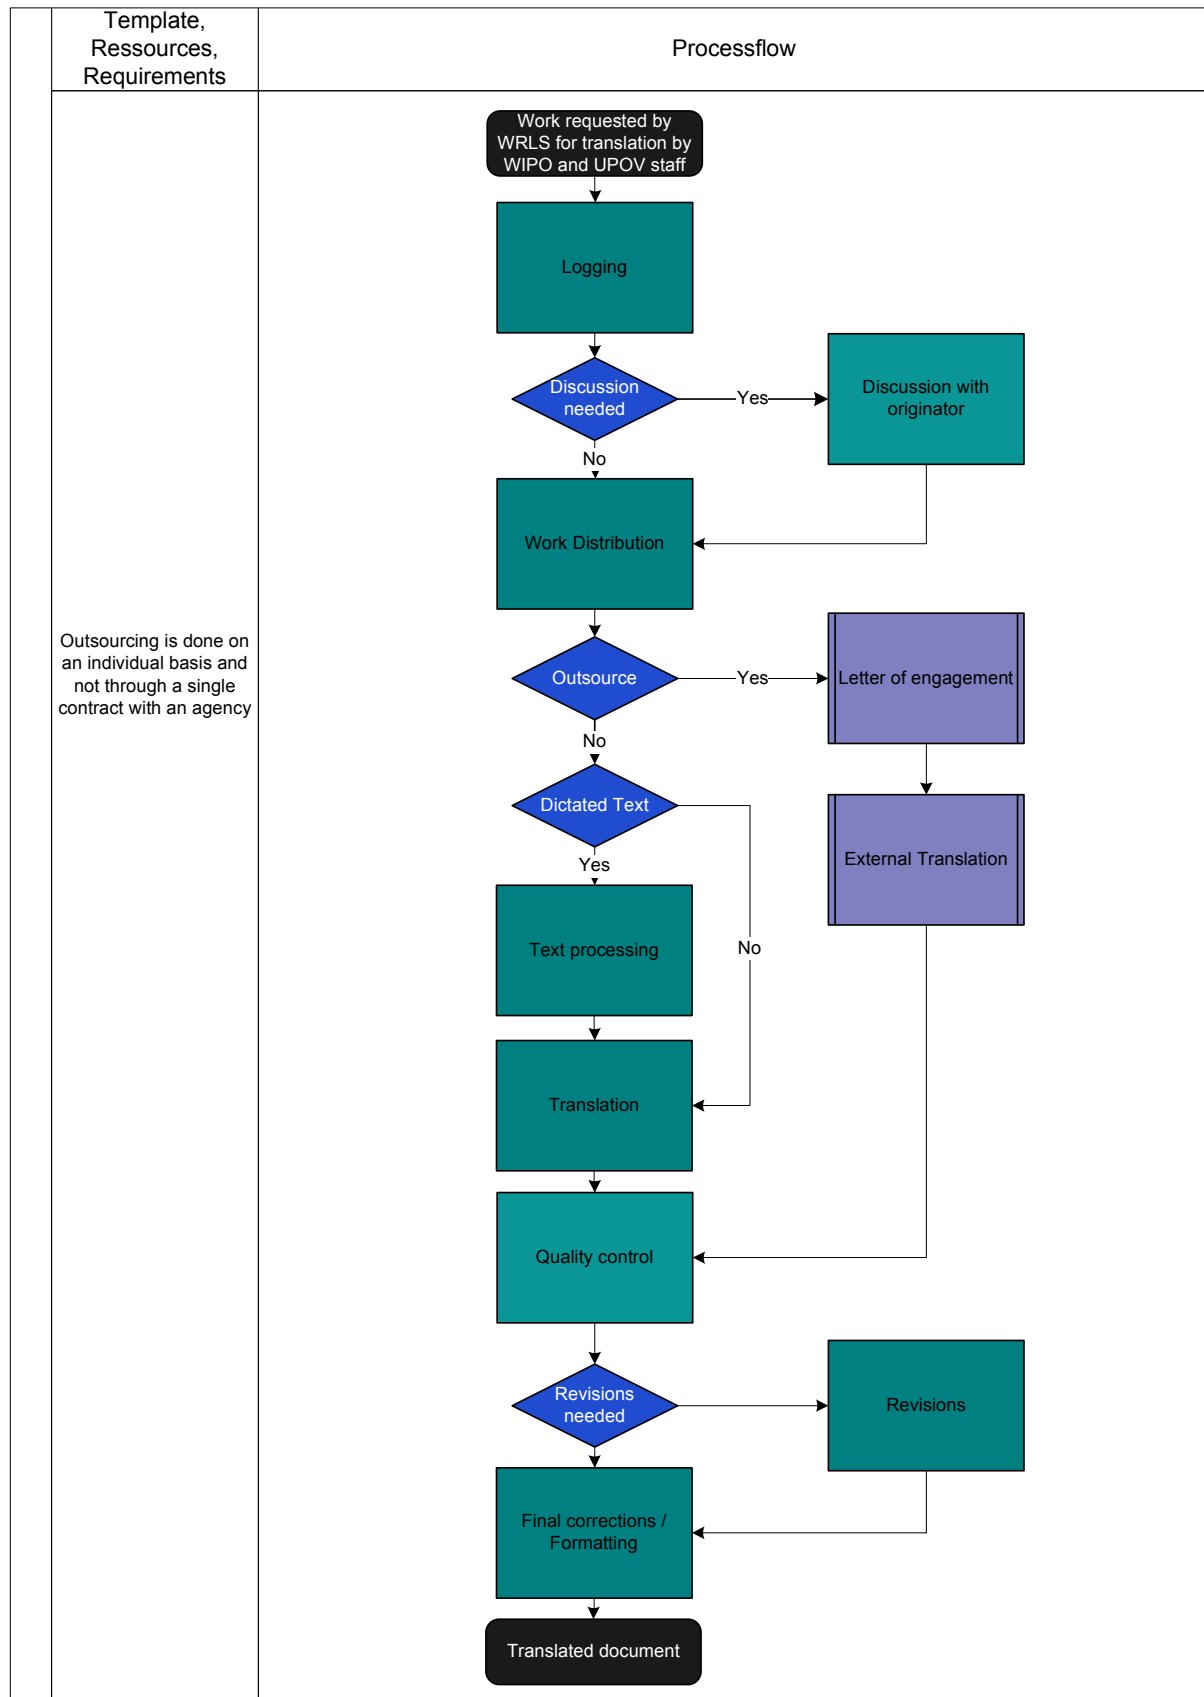 Template,
Ressources,
Requirements
Processflow
Work requested by
WRLS for translation by
WIPO and UPOV staff
Logging
Discussion
needed
Yes
Discussion with
originator
No
Work Distribution
Outsourcing is done on
an individual basis and
not through a single
contract with an agency
Outsource
Yes
Letter of engagement
No
Dictated Text
External Translation
Yes
Text processing
No
Translation
Quality control
Revisions
needed
Revisions
Final corrections /
Formatting
Translated document